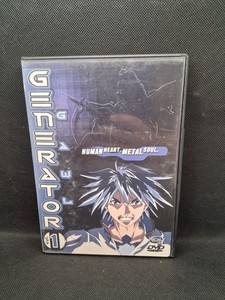 GENERATOR
GAWL
1
HUMAN HEART. METAL SOUL.
DVD